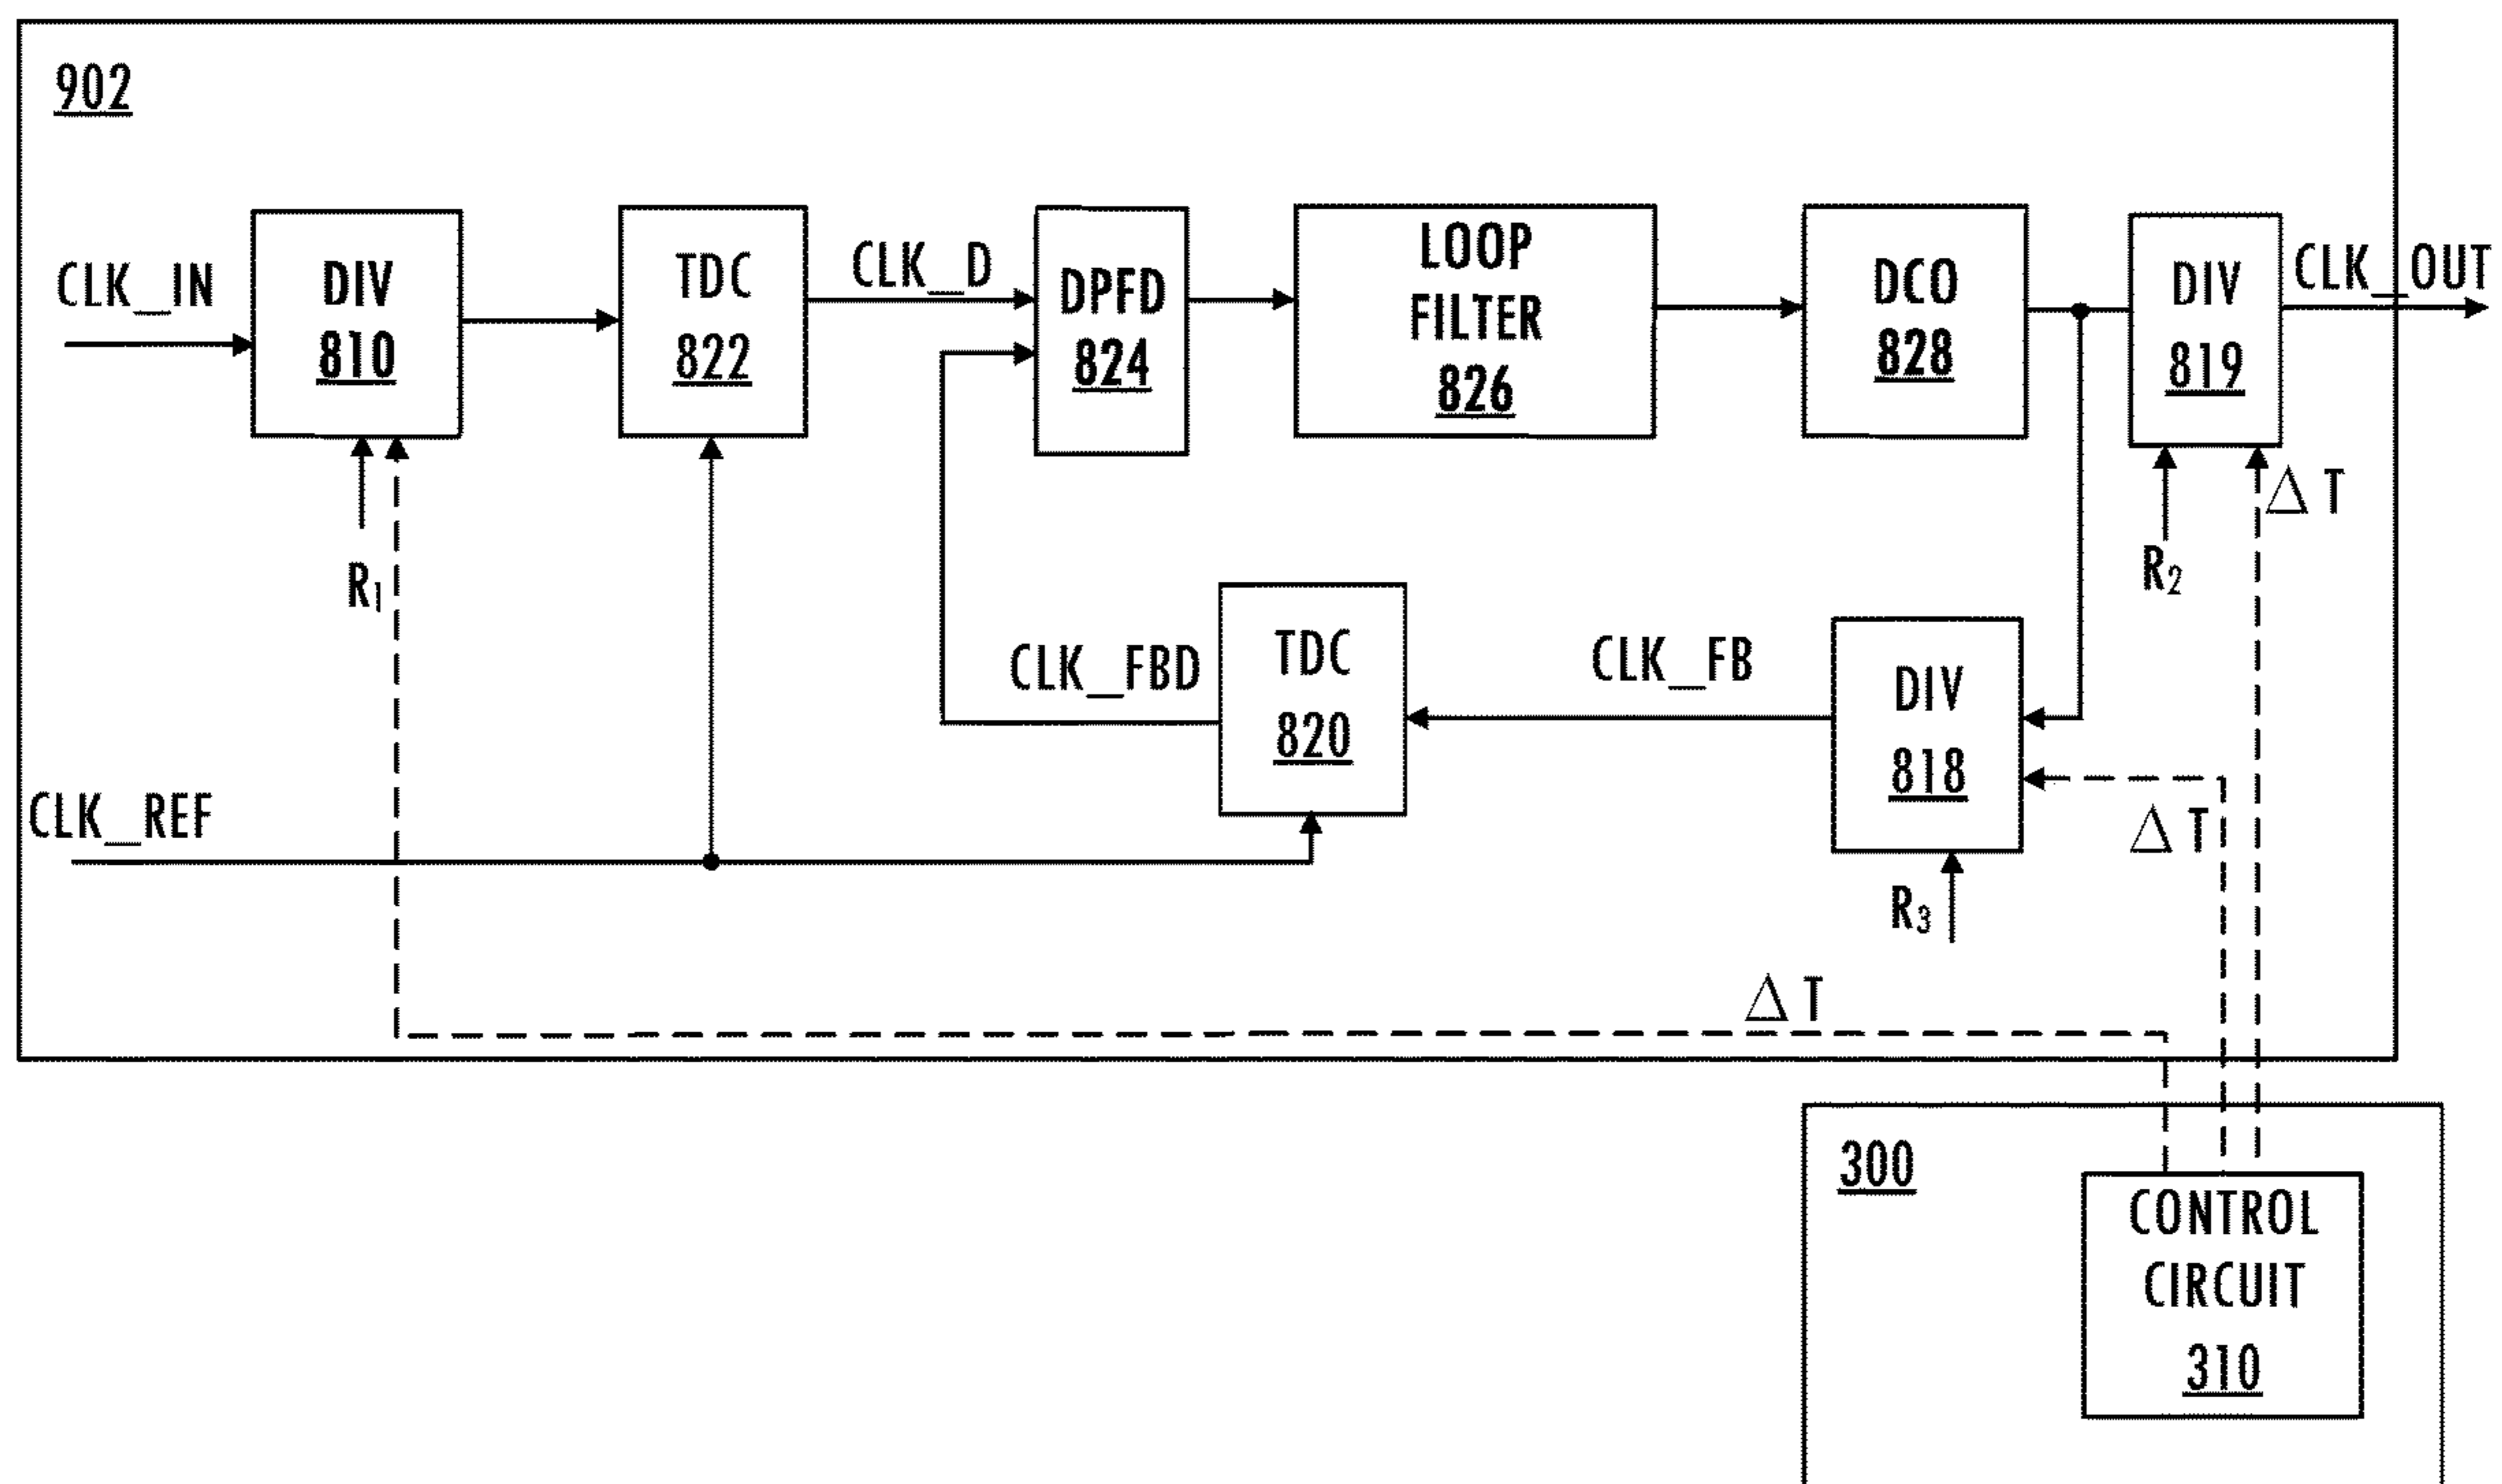 902
CLK_IN
DIV
810
R1
TDC
822
CLK_D
DPFD
824
LOOP
FILTER
826
DCO
828
DIV
819
CLK_OUT
ΔT
R2
CLK_FBD
TDC
820
CLK_FB
DIV
818
ΔT
R3
CLK_REF
ΔT
300
CONTROL
CIRCUIT
310